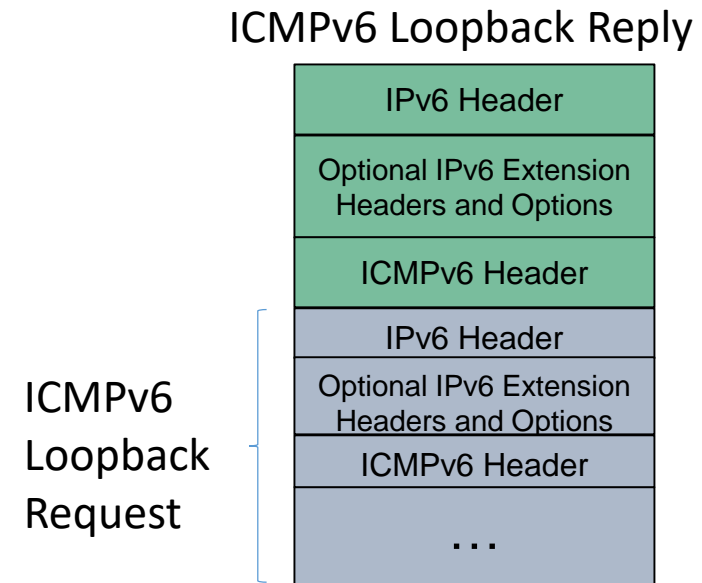 ICMPv6 Loopback Reply
IPv6 Header
Optional IPv6 Extension
Headers and Options
ICMPv6 Header
IPv6 Header
Optional IPv6 Extension
Headers and Options
ICMPv6 Header
...
ICMPv6
Loopback
Request